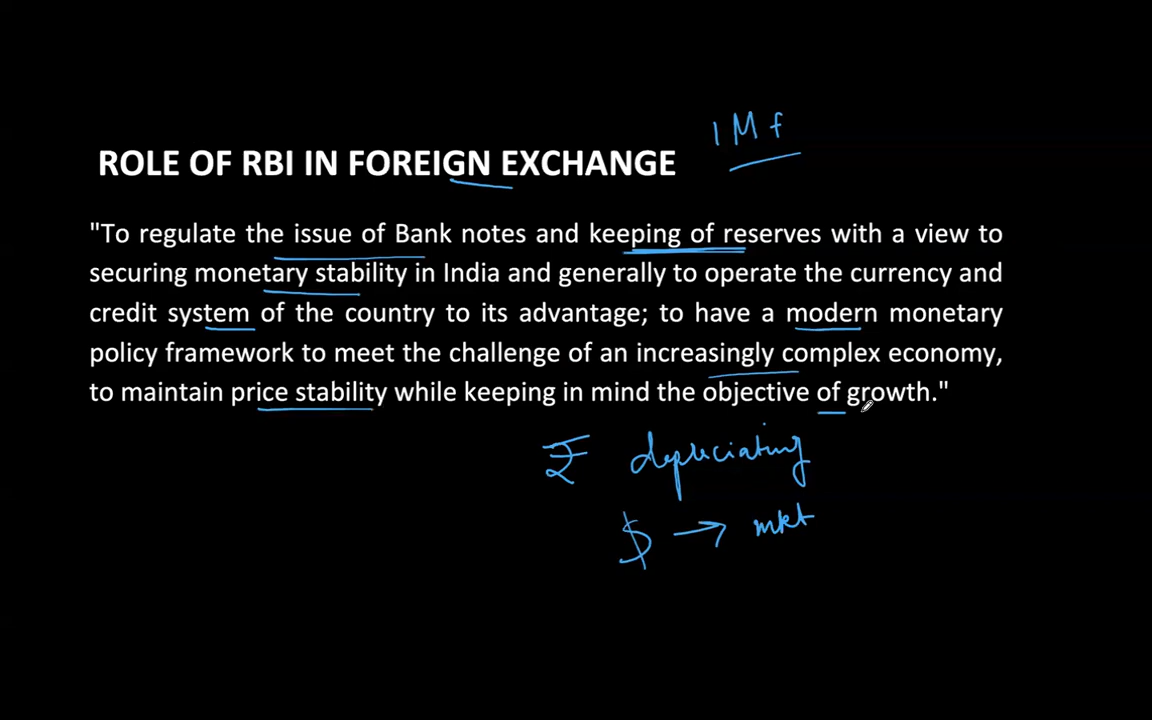 IMf
ROLE OF RBI IN FOREIGN EXCHANGE
"To regulate the issue of Bank notes and keeping of reserves with a view to
securing monetary stability in India and generally to operate the currency and
credit system of the country to its advantage; to have a modern monetary
policy framework to meet the challenge of an increasingly complex economy,
to maintain price stability while keeping in mind the objective of growth."
₹ depreciating
$ → mkt